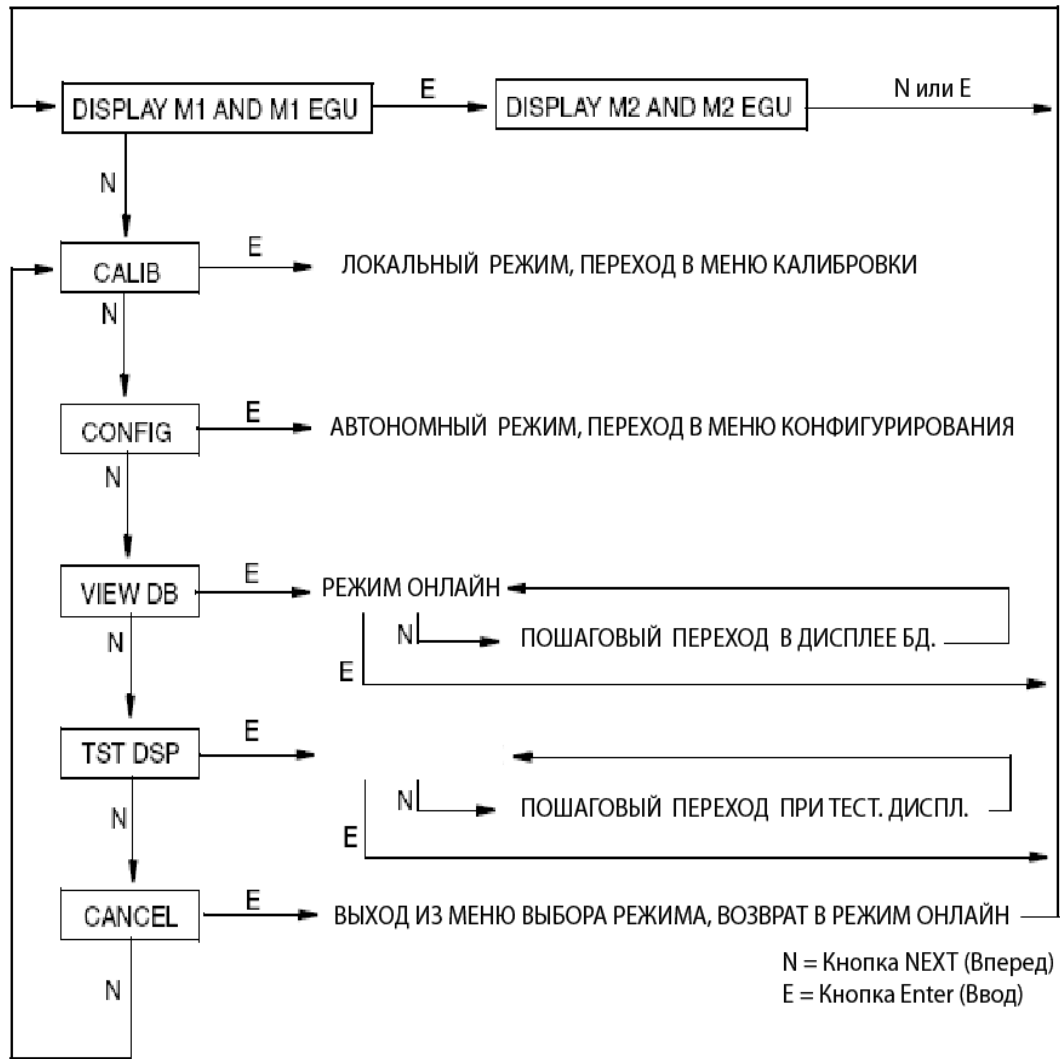 DISPLAY M1 AND M1 EGU
E
DISPLAY M2 AND M2 EGU
N или E
N
CALIB
E
ЛОКАЛЬНЫЙ РЕЖИМ, ПЕРЕХОД В МЕНЮ КАЛИБРОВКИ
N
CONFIG
E
АВТОНОМНЫЙ РЕЖИМ, ПЕРЕХОД В МЕНЮ КОНФИГУРИРОВАНИЯ
N
VIEW DB
E
РЕЖИМ ОНЛАЙН
N
ПОШАГОВЫЙ ПЕРЕХОД В ДИСПЛЕЕ БД.
E
N
TST DSP
E
N
ПОШАГОВЫЙ ПЕРЕХОД ПРИ ТЕСТ. ДИСПЛ.
E
N
CANCEL
E
ВЫХОД ИЗ МЕНЮ ВЫБОРА РЕЖИМА, ВОЗВРАТ В РЕЖИМ ОНЛАЙН
N
N = Кнопка NEXT (Вперед)
E = Кнопка Enter (Ввод)